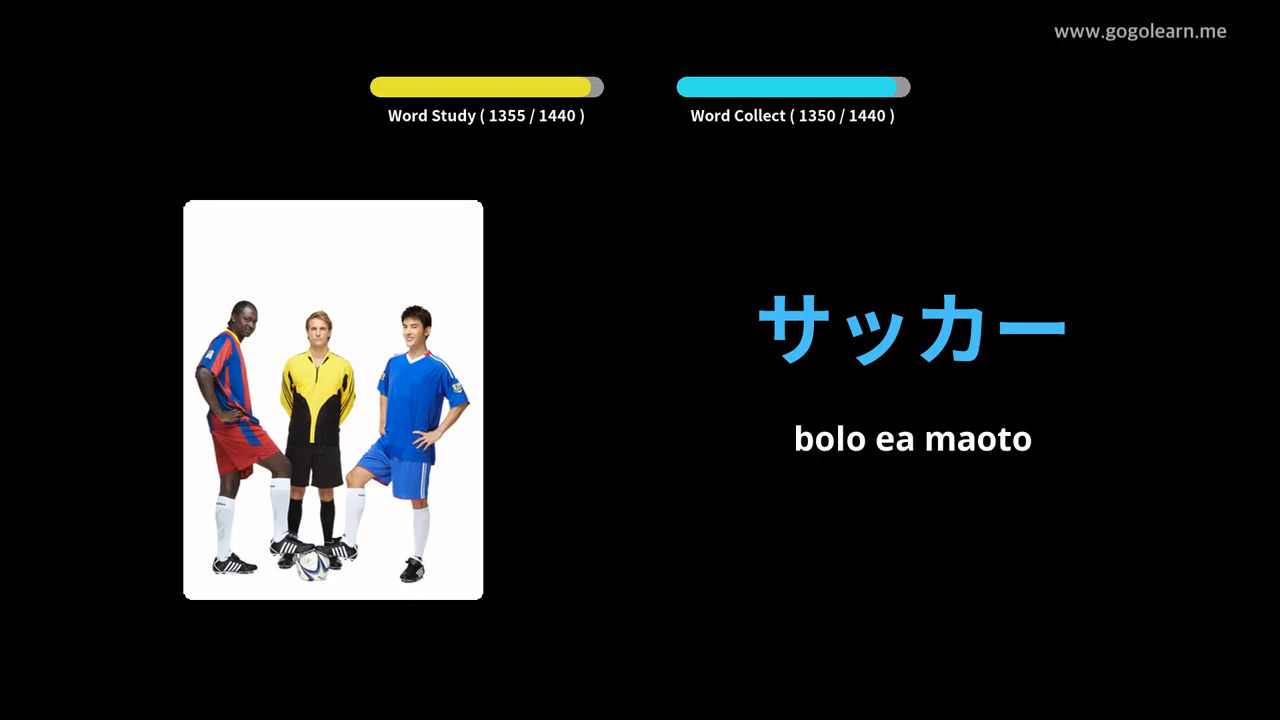 www.gogolearn.me
Word Study ( 1355 / 1440 )
Word Collect ( 1350 / 1440 )
サッカー
bolo ea maoto